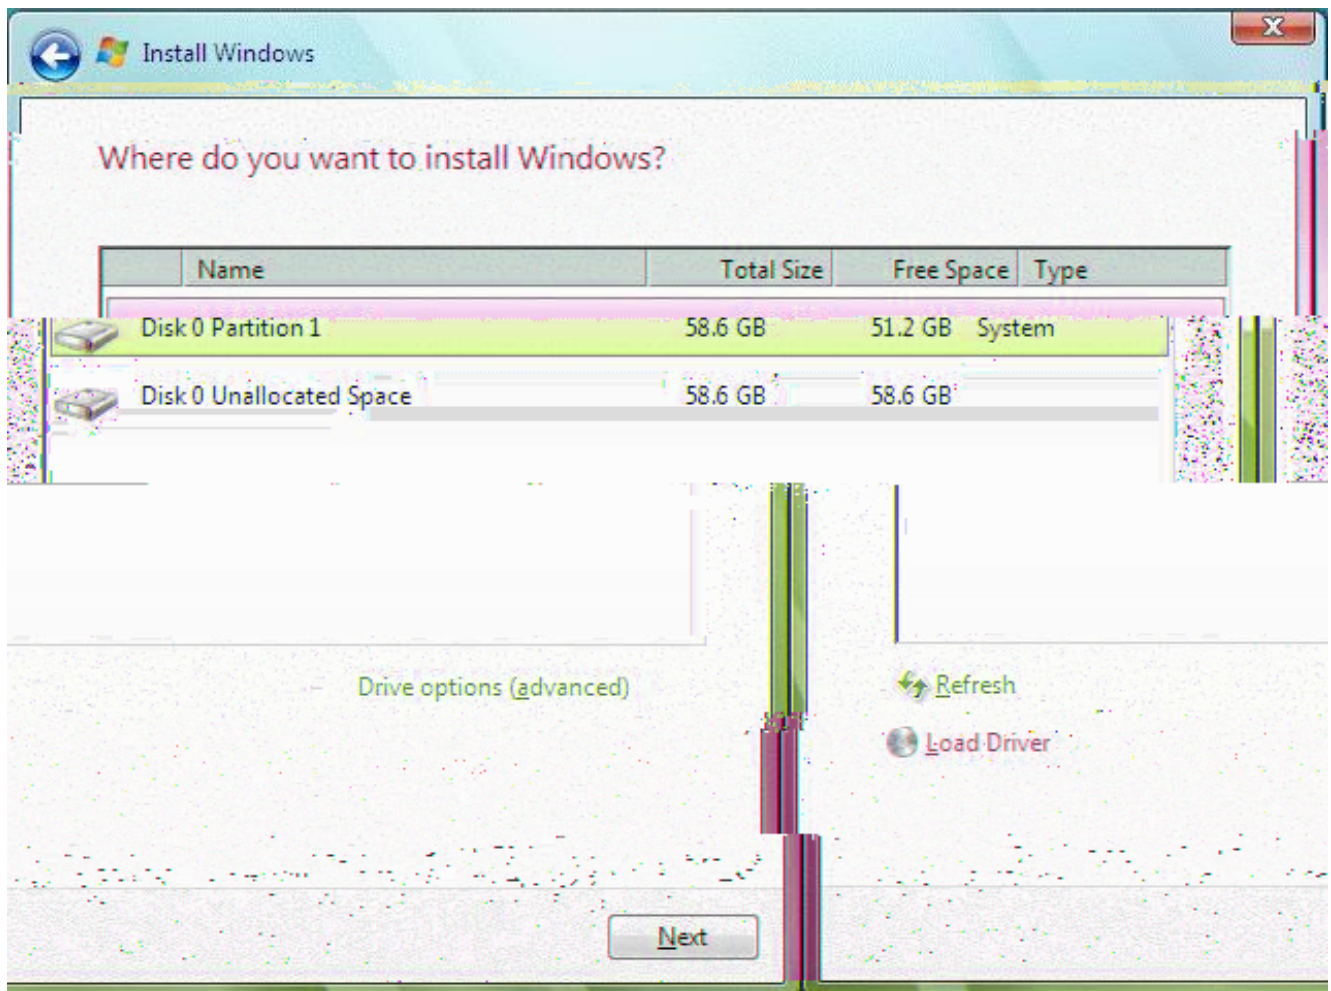 Install Windows
Where do you want to install Windows?
Name Total Size Free Space Type
Disk 0 Partition 1 58.6 GB 51.2 GB System
Disk 0 Unallocated Space 58.6 GB 58.6 GB
Drive options (advanced) Refresh
Load Driver
Next